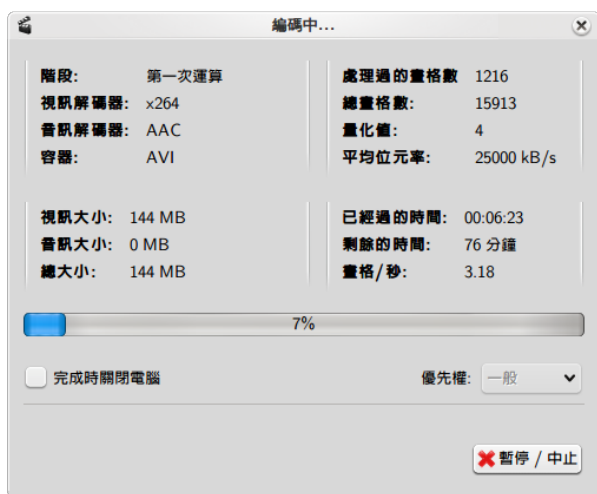 編碼中...
階段: 第一次運算
視訊解碼器: x264
音訊解碼器: AAC
容器: AVI
處理過的畫格數 1216
總畫格數: 15913
量化值: 4
平均位元率: 25000 kB/s
視訊大小: 144 MB
音訊大小: 0 MB
總大小: 144 MB
已經過的時間: 00:06:23
剩餘的時間: 76 分鐘
畫格/秒: 3.18
7%
完成時關閉電腦
優先權: 一般
暫停 / 中止